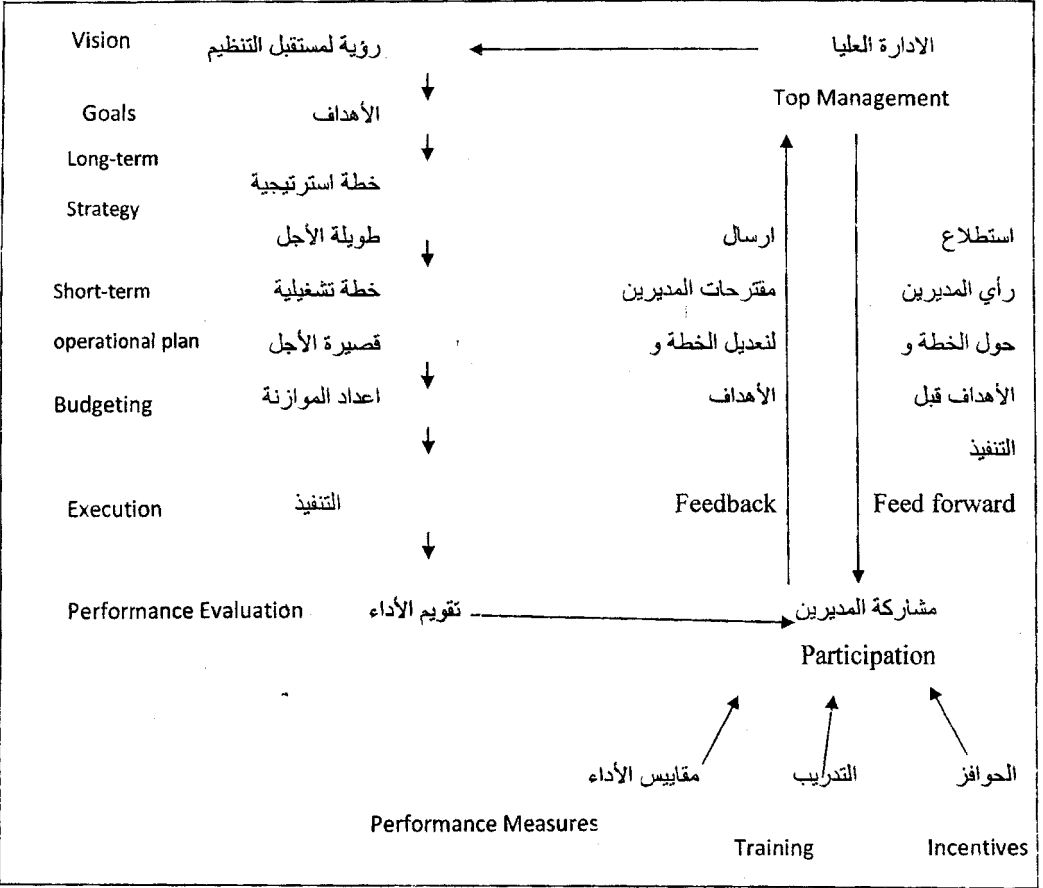 الادارة العليا
Top Management
Vision
رؤية لمستقبل التنظيم
Goals
الأهداف
Long-term
خطة استرتيجية
Strategy
طويلة الأجل
Short-term
خطة تشغيلية
operational plan
قصيرة الأجل
Budgeting
اعداد الموازنة
Execution
التنفيذ
Performance Evaluation
تقويم الأداء
ارسال
مقترحات المديرين
لتعديل الخطة و
الأهداف
Feedback
استطلاع
رأي المديرين
حول الخطة و
الأهداف قبل
التنفيذ
Feed forward
مشاركة المديرين
Participation
الحوافز
التدريب
مقاييس الأداء
Performance Measures
Training
Incentives